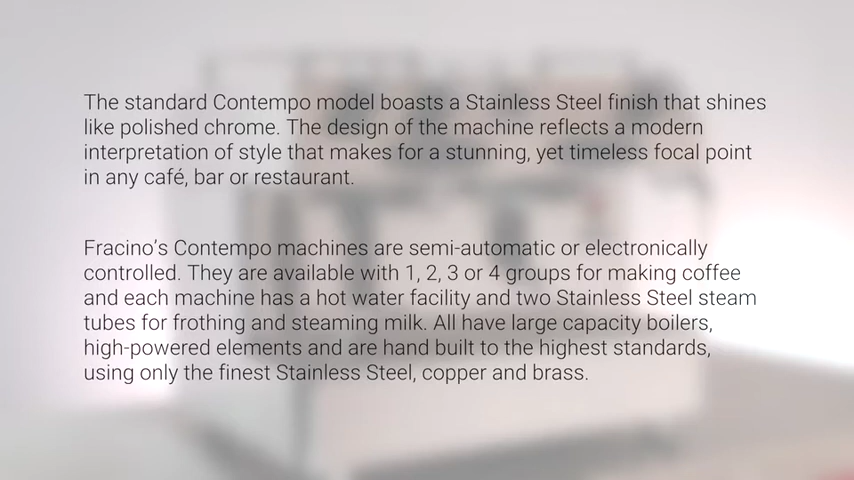 The standard Contempo model boasts a Stainless Steel finish that shines
like polished chrome. The design of the machine reflects a modern
interpretation of style that makes for a stunning, yet timeless focal point
in any café, bar or restaurant.
Fracino’s Contempo machines are semi-automatic or electronically
controlled. They are available with 1, 2, 3 or 4 groups for making coffee
and each machine has a hot water facility and two Stainless Steel steam
tubes for frothing and steaming milk. All have large capacity boilers,
high-powered elements and are hand built to the highest standards,
using only the finest Stainless Steel, copper and brass.